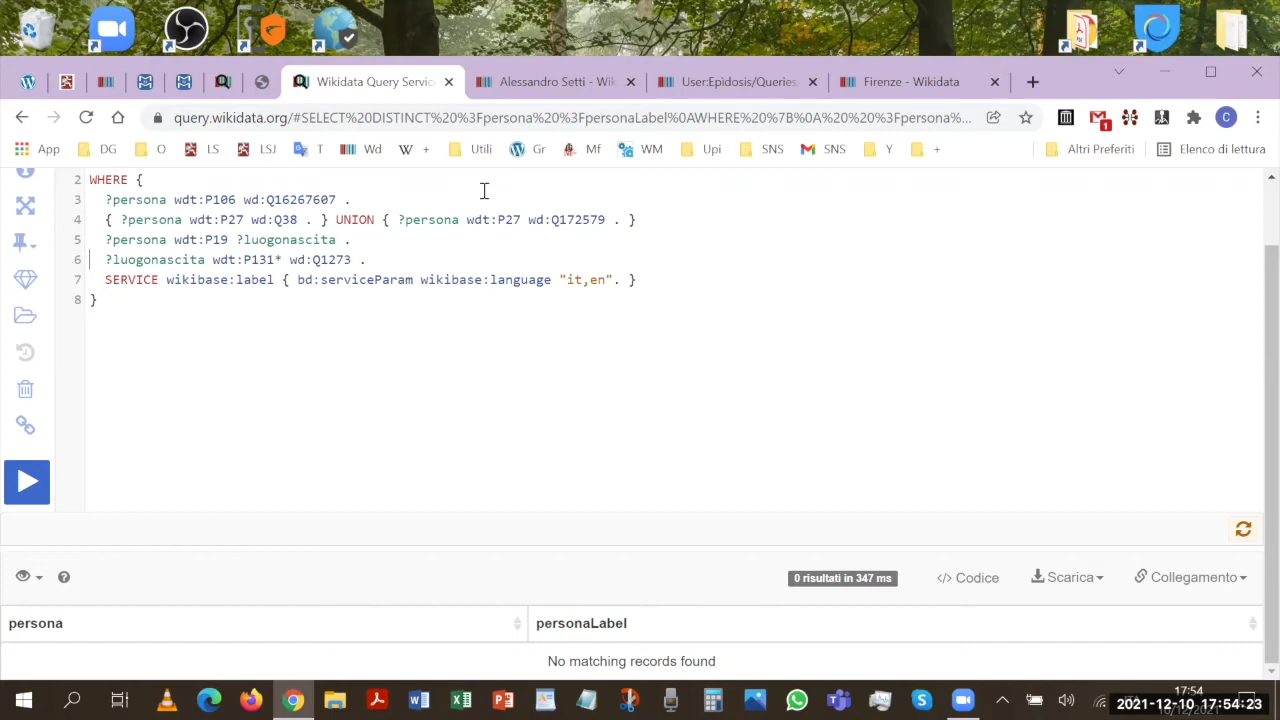 Wikidata Query Servic
Alessandro Setti - Wik
User:Epìdosis/Queries,
Firenze - Wikidata
query.wikidata.org/#SELECT%20DISTINCT%20%3Fpersona%20%3FpersonaLabel%0AWHERE%20%7B%0A%20%20%3Fpersona%20w...
1
C
App DG O LS LSJ T Wd + Utili Gr Mf WM Upi SNS SNS Y + Altri Preferiti Elenco di lettura
2 WHERE {
3 ?persona wdt:P106 wd:Q16267607 .
4 { ?persona wdt:P27 wd:Q38 . } UNION { ?persona wdt:P27 wd:Q172579 . }
5 ?persona wdt:P19 ?luogonascita .
6 ?luogonascita wdt:P131* wd:Q1273 .
7 SERVICE wikibase:label { bd:serviceParam wikibase:language "it,en". }
8 }
0 risultati in 347 ms
</> Codice
Scarica
Collegamento
persona
personaLabel
No matching records found
17:54
2021-12-10 17:54:23